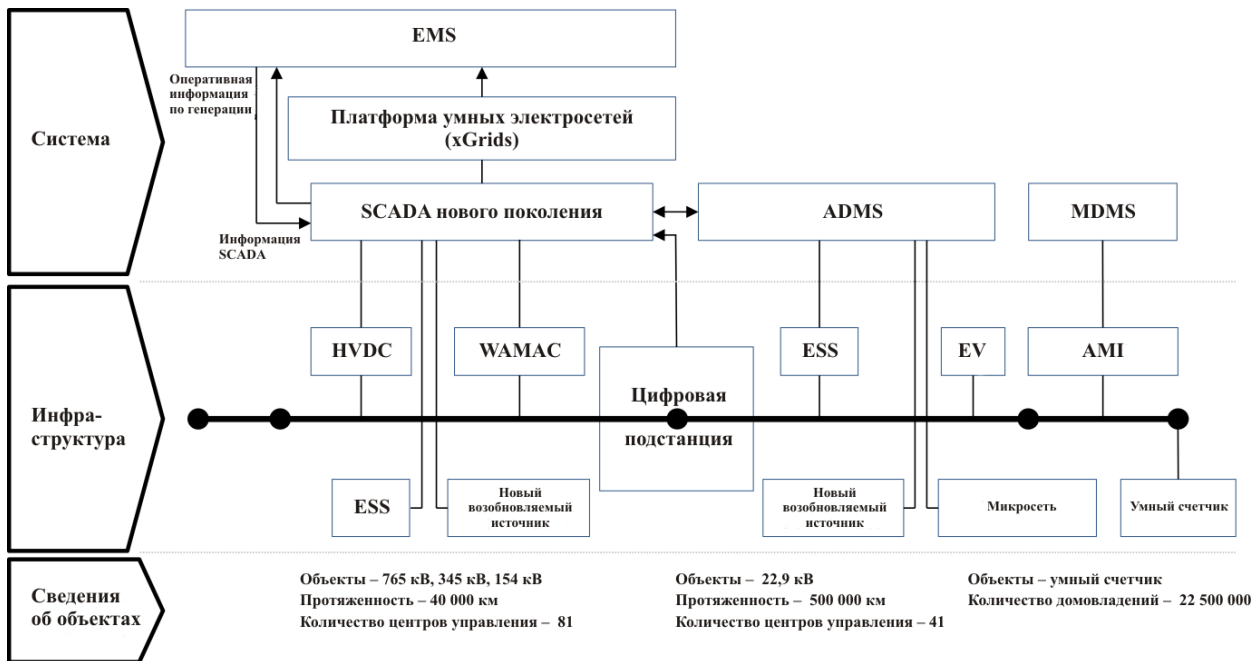 EMS
Оперативная
информация
по генерации
Платформа умных электросетей
(xGrids)
Система
SCADA нового поколения
ADMS
MDMS
Информация
SCADA
HVDC
WAMAC
ESS
EV
AMI
Цифровая
подстанция
Инфра-
структура
ESS
Новый
возобновляемый
источник
Новый
возобновляемый
источник
Микросеть
Умный счетчик
Сведения
об объектах
Объекты – 765 кВ, 345 кВ, 154 кВ
Протяженность – 40 000 км
Количество центров управления – 81
Объекты – 22,9 кВ
Протяженность – 500 000 км
Количество центров управления – 41
Объекты – умный счетчик
Количество домовладений – 22 500 000